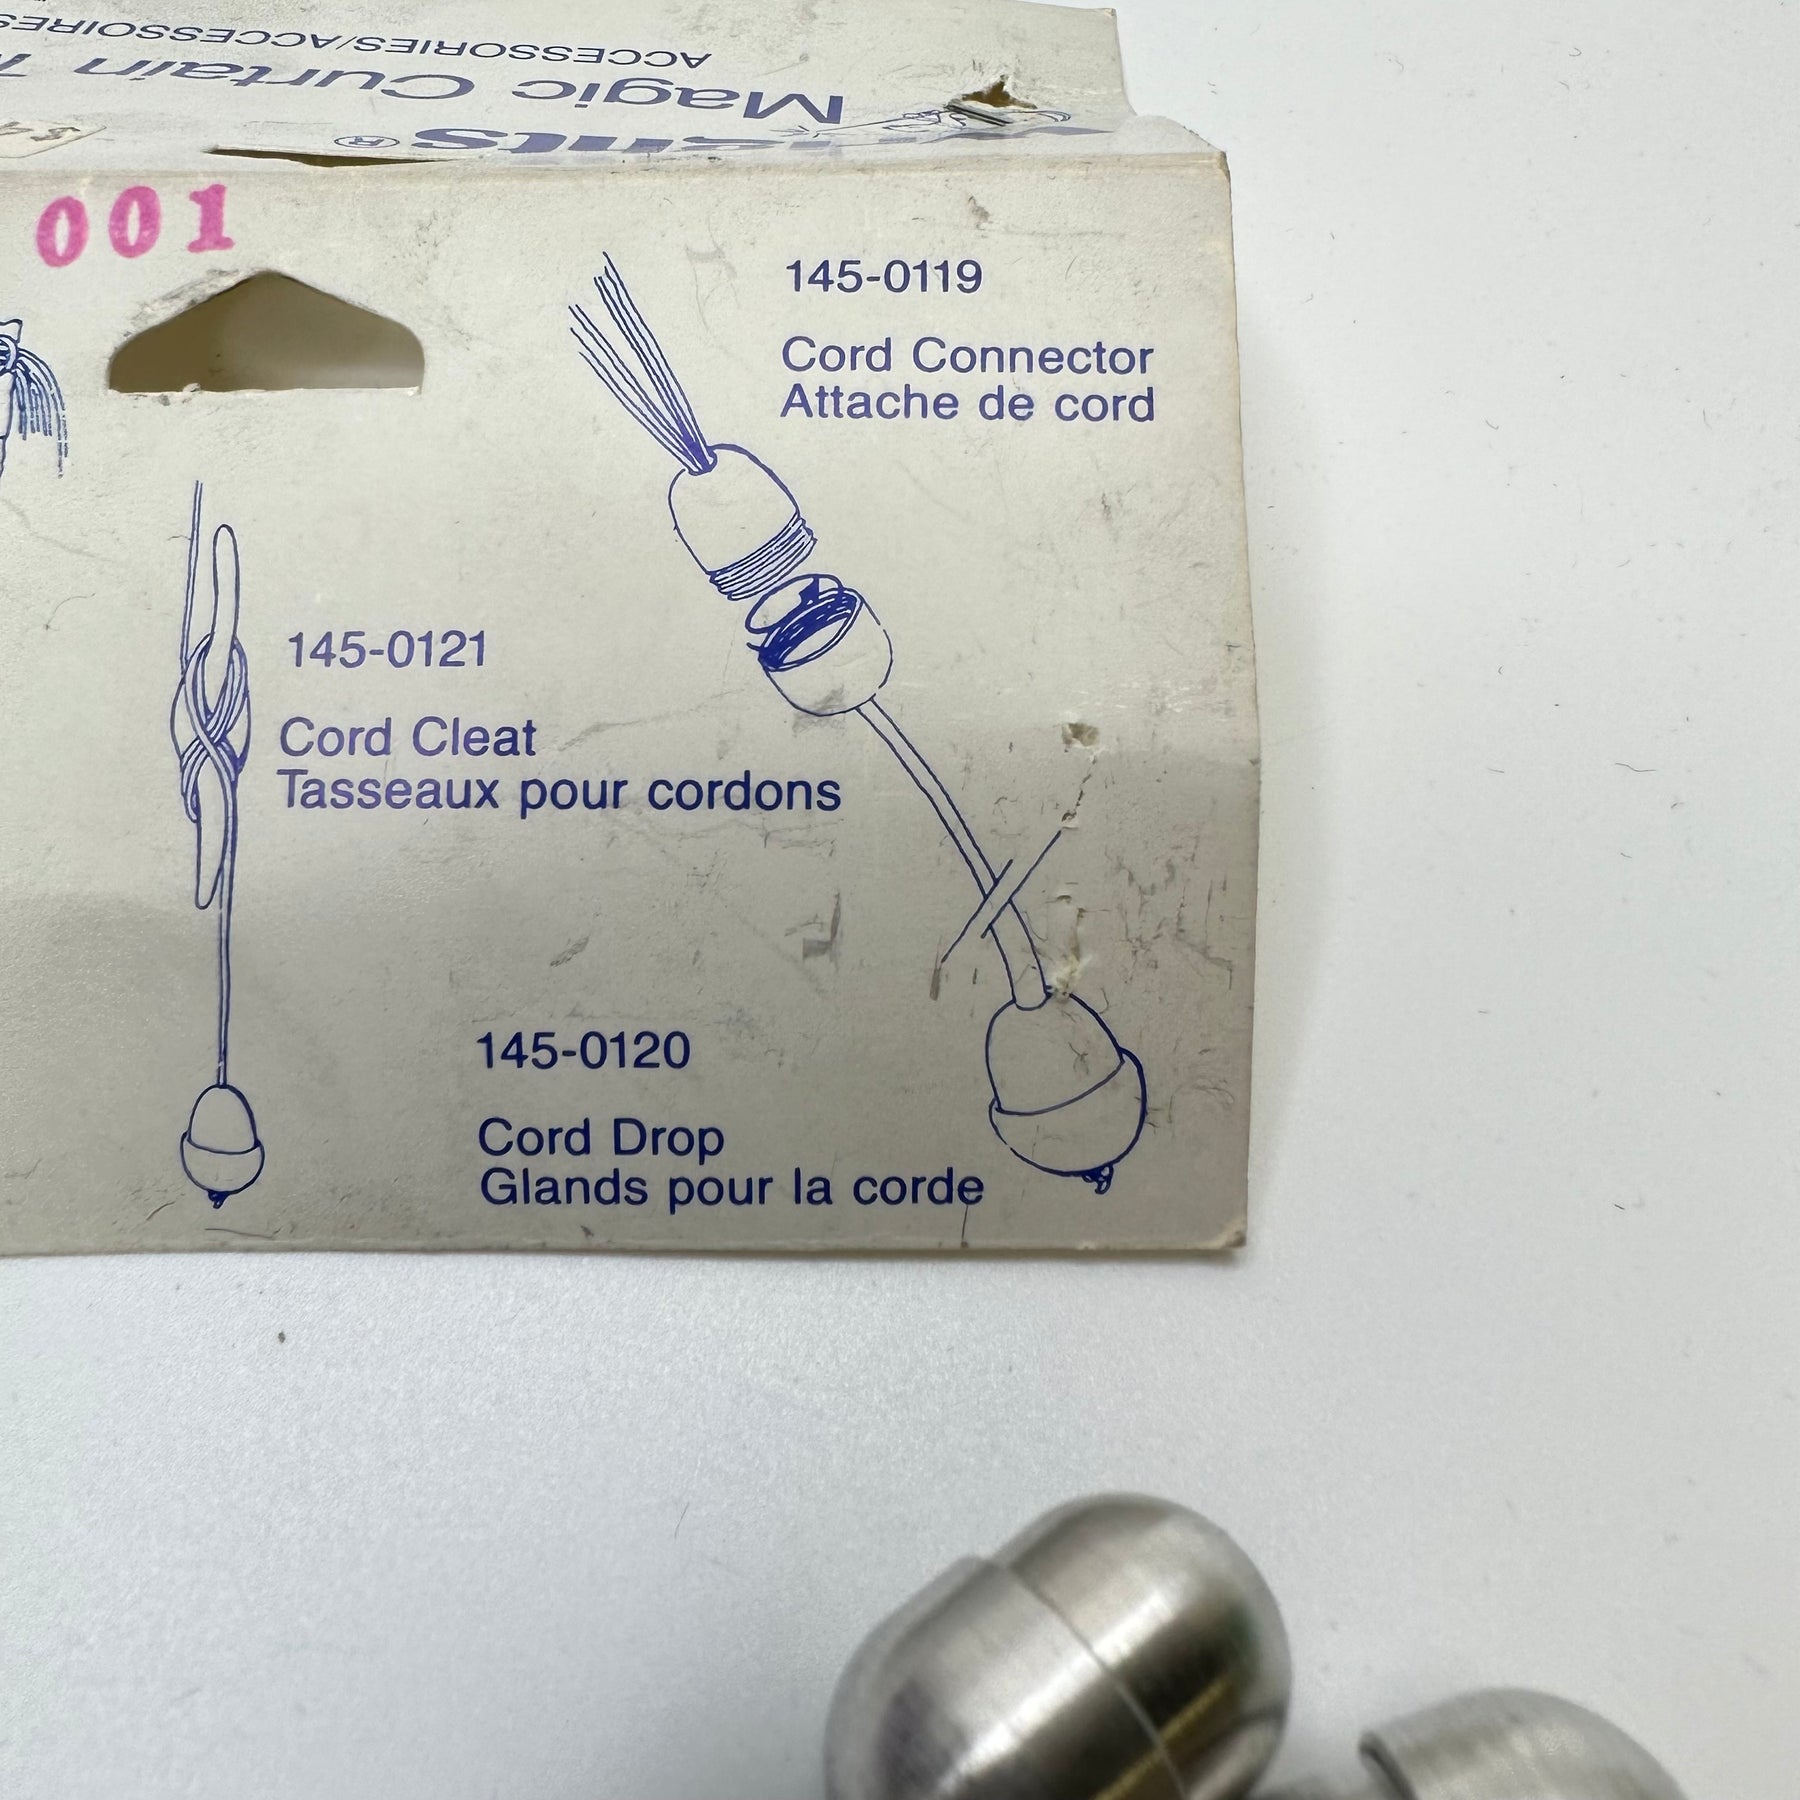 ACCESSORIES/ACCESSOIRES
Magic Curtain
001
145-0119
Cord Connector
Attache de cord
145-0121
Cord Cleat
Tasseaux pour cordons
145-0120
Cord Drop
Glands pour la corde